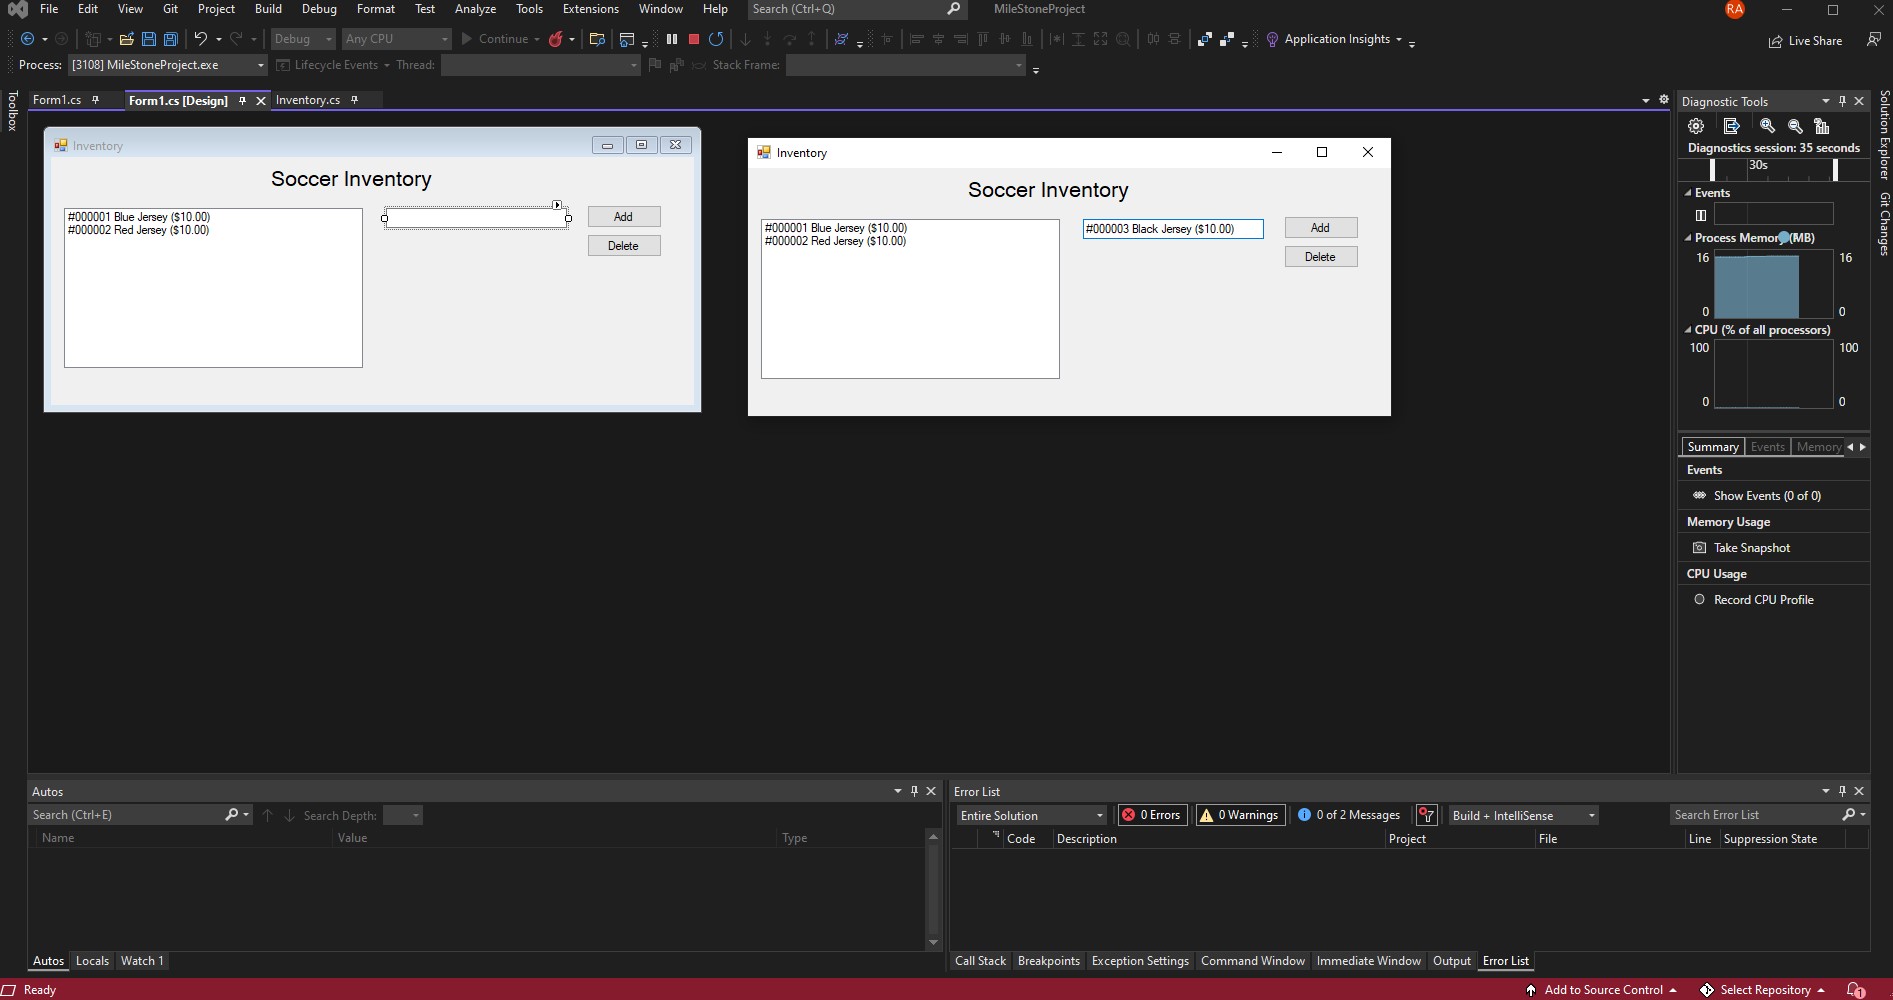 File Edit View Git Project Build Debug Format Test Analyze Tools Extensions Window Help Search (Ctrl+Q) MileStoneProject RA
Debug Any CPU Continue Application Insights Live Share
Process: [3108] MileStoneProject.exe Lifecycle Events Thread: Stack Frame:
Toolbox
Form1.cs Form1.cs [Design] Inventory.cs
Inventory
Soccer Inventory
#000001 Blue Jersey ($10.00)
#000002 Red Jersey ($10.00)
Add
Delete
Inventory
Soccer Inventory
#000001 Blue Jersey ($10.00)
#000002 Red Jersey ($10.00)
#000003 Black Jersey ($10.00)
Add
Delete
Diagnostic Tools
Diagnostics session: 35 seconds
30s
Events
Process Memory (MB)
16 16
0 0
CPU (% of all processors)
100 100
0 0
Summary Events Memory
Events
Show Events (0 of 0)
Memory Usage
Take Snapshot
CPU Usage
Record CPU Profile
Solution Explorer
Git Changes
Autos
Search (Ctrl+E) Search Depth:
Name Value Type
Autos Locals Watch 1
Error List
Entire Solution 0 Errors 0 Warnings 0 of 2 Messages Build + IntelliSense Search Error List
Code Description Project File Line Suppression State
Call Stack Breakpoints Exception Settings Command Window Immediate Window Output Error List
Ready Add to Source Control Select Repository 1